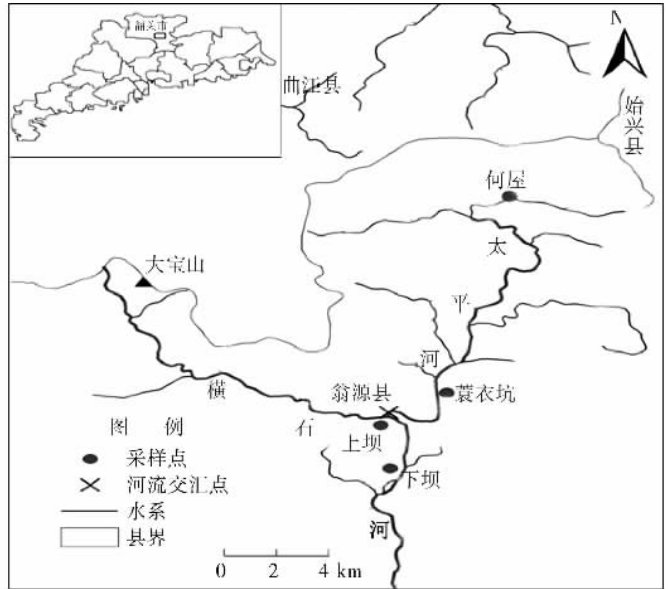 韶关市
N
曲江县
始兴县
何屋
太平河
大宝山
翁源县
蓑衣坑
横石河
上坝
下坝
图 例
采样点
河流交汇点
水系
县界
0 2 4 km